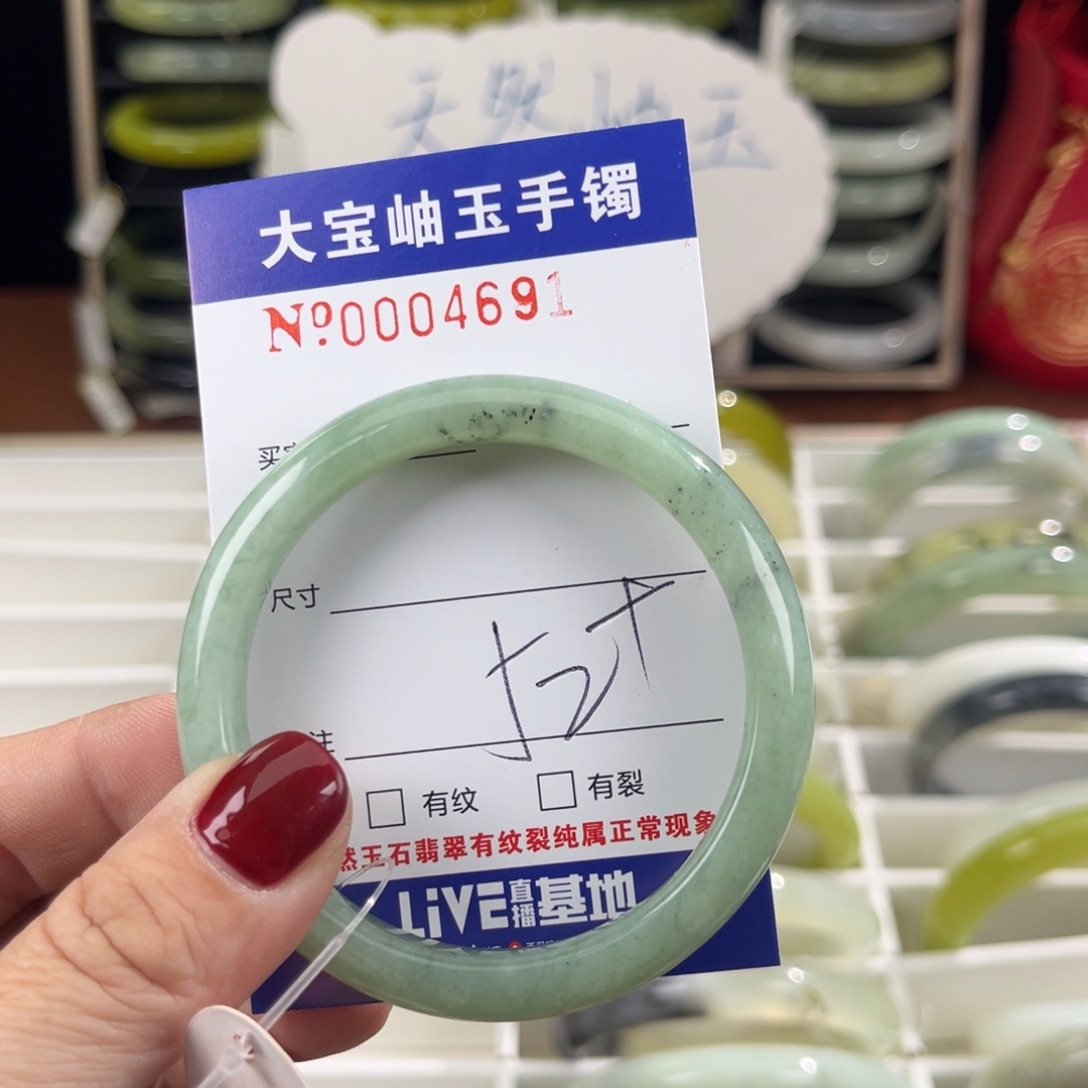 天然岫玉
大宝岫玉手镯
№0004691
买
尺寸
52+
注
□有纹 □有裂
然玉石翡翠有纹裂纯属正常现象
LiVE直播基地